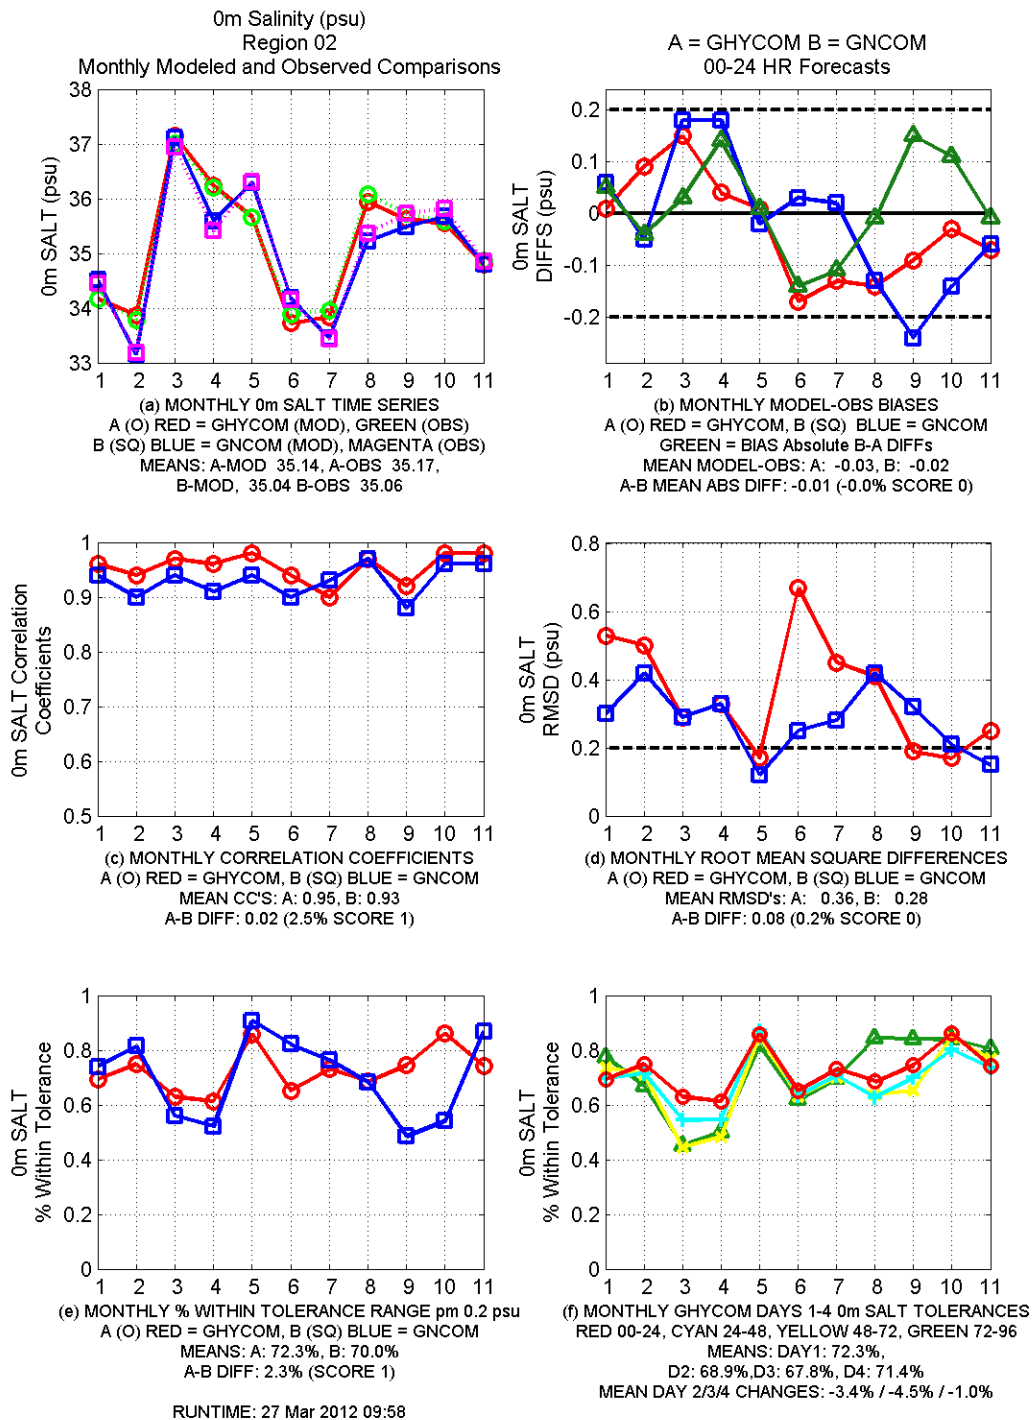 0m Salinity (psu)
Region 02
Monthly Modeled and Observed Comparisons
A = GHYCOM B = GNCOM
00-24 HR Forecasts
38
37
36
35
34
33
0m SALT (psu)
1 2 3 4 5 6 7 8 9 10 11
(a) MONTHLY 0m SALT TIME SERIES
A (O) RED = GHYCOM (MOD), GREEN (OBS)
B (SQ) BLUE = GNCOM (MOD), MAGENTA (OBS)
MEANS: A-MOD 35.14, A-OBS 35.17,
B-MOD, 35.04 B-OBS 35.06
0.2
0.1
0
-0.1
-0.2
0m SALT
DIFFS (psu)
1 2 3 4 5 6 7 8 9 10 11
(b) MONTHLY MODEL-OBS BIASES
A (O) RED = GHYCOM, B (SQ) BLUE = GNCOM
GREEN = BIAS Absolute B-A DIFFs
MEAN MODEL-OBS: A: -0.03, B: -0.02
A-B MEAN ABS DIFF: -0.01 (-0.0% SCORE 0)
1
0.9
0.8
0.7
0.6
0.5
0m SALT Correlation
Coefficients
1 2 3 4 5 6 7 8 9 10 11
(c) MONTHLY CORRELATION COEFFICIENTS
A (O) RED = GHYCOM, B (SQ) BLUE = GNCOM
MEAN CC'S: A: 0.95, B: 0.93
A-B DIFF: 0.02 (2.5% SCORE 1)
0.8
0.6
0.4
0.2
0
0m SALT
RMSD (psu)
1 2 3 4 5 6 7 8 9 10 11
(d) MONTHLY ROOT MEAN SQUARE DIFFERENCES
A (O) RED = GHYCOM, B (SQ) BLUE = GNCOM
MEAN RMSD's: A: 0.36, B: 0.28
A-B DIFF: 0.08 (0.2% SCORE 0)
1
0.8
0.6
0.4
0.2
0
0m SALT
% Within Tolerance
1 2 3 4 5 6 7 8 9 10 11
(e) MONTHLY % WITHIN TOLERANCE RANGE pm 0.2 psu
A (O) RED = GHYCOM, B (SQ) BLUE = GNCOM
MEANS: A: 72.3%, B: 70.0%
A-B DIFF: 2.3% (SCORE 1)
1
0.8
0.6
0.4
0.2
0
0m SALT
% Within Tolerance
1 2 3 4 5 6 7 8 9 10 11
(f) MONTHLY GHYCOM DAYS 1-4 0m SALT TOLERANCES
RED 00-24, CYAN 24-48, YELLOW 48-72, GREEN 72-96
MEANS: DAY1: 72.3%,
D2: 68.9%,D3: 67.8%, D4: 71.4%
MEAN DAY 2/3/4 CHANGES: -3.4% / -4.5% / -1.0%
RUNTIME: 27 Mar 2012 09:58